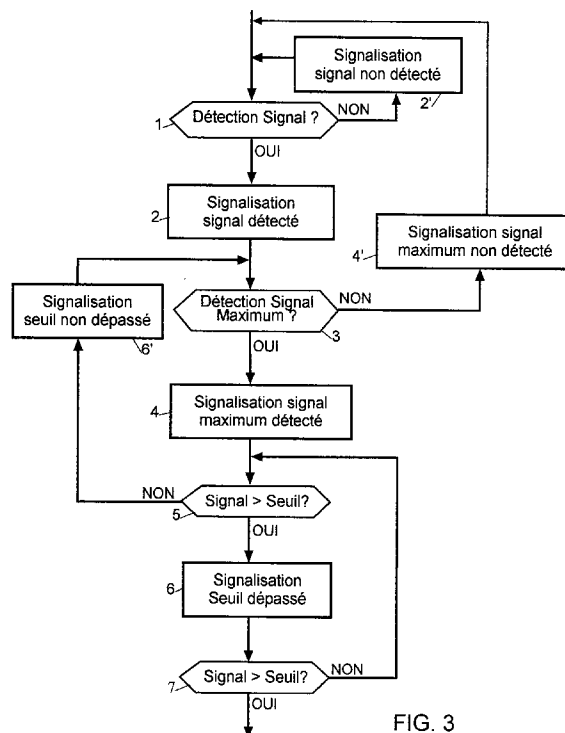 Signalisation
signal non détecté
2'
Détection Signal ?
NON
1
OUI
Signalisation
signal détecté
2
Signalisation signal
maximum non détecté
4'
Signalisation
seuil non dépassé
6'
Détection Signal
Maximum ?
NON
3
OUI
Signalisation signal
maximum détecté
4
NON
Signal > Seuil?
5
OUI
Signalisation
Seuil dépassé
6
Signal > Seuil?
NON
7
OUI
FIG. 3